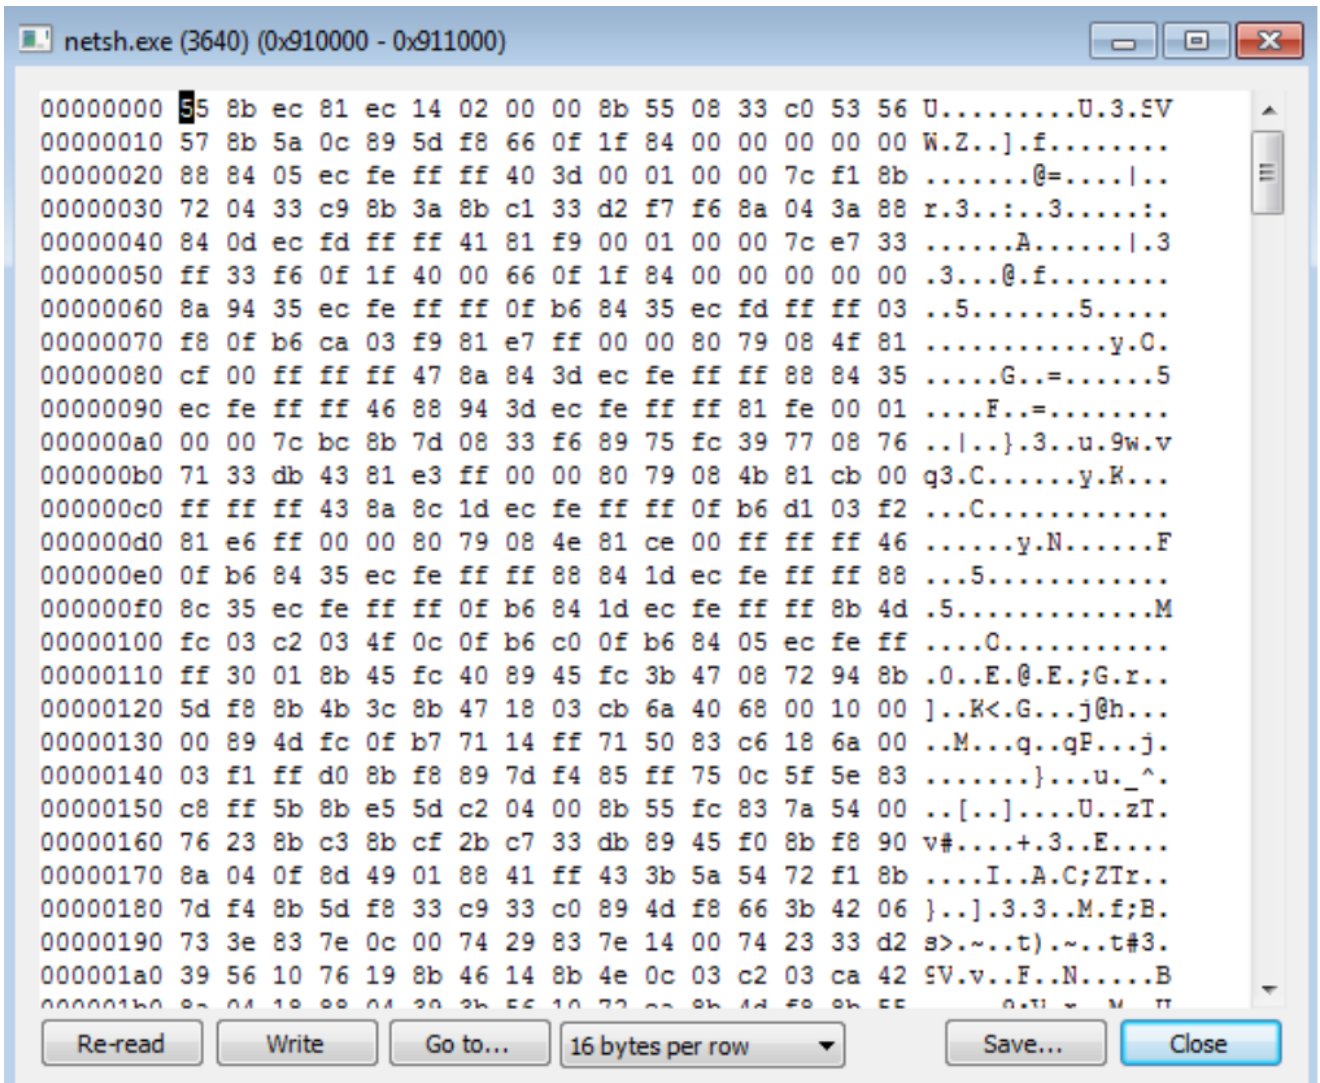 netsh.exe (3640) (0x910000 - 0x911000)
00000000 55 8b ec 81 ec 14 02 00 00 8b 55 08 33 c0 53 56 U.........U.3.SV
00000010 57 8b 5a 0c 89 5d f8 66 0f 1f 84 00 00 00 00 00 W.Z..].f........
00000020 88 84 05 ec fe ff ff 40 3d 00 01 00 00 7c f1 8b .......@=....|..
00000030 72 04 33 c9 8b 3a 8b c1 33 d2 f7 f6 8a 04 3a 88 r.3..:..3.....:.
00000040 84 0d ec fd ff ff 41 81 f9 00 01 00 00 7c e7 33 ......A......|.3
00000050 ff 33 f6 0f 1f 40 00 66 0f 1f 84 00 00 00 00 00 .3...@.f........
00000060 8a 94 35 ec fe ff ff 0f b6 84 35 ec fd ff ff 03 ..5.......5.....
00000070 f8 0f b6 ca 03 f9 81 e7 ff 00 00 80 79 08 4f 81 ............y.O.
00000080 cf 00 ff ff ff 47 8a 84 3d ec fe ff ff 88 84 35 .....G..=......5
00000090 ec fe ff ff 46 88 94 3d ec fe ff ff 81 fe 00 01 ....F..=........
000000a0 00 00 7c bc 8b 7d 08 33 f6 89 75 fc 39 77 08 76 ..|..}.3..u.9w.v
000000b0 71 33 db 43 81 e3 ff 00 00 80 79 08 4b 81 cb 00 q3.C......y.K...
000000c0 ff ff ff 43 8a 8c 1d ec fe ff ff 0f b6 d1 03 f2 ...C............
000000d0 81 e6 ff 00 00 80 79 08 4e 81 ce 00 ff ff ff 46 ......y.N......F
000000e0 0f b6 84 35 ec fe ff ff 88 84 1d ec fe ff ff 88 ...5............
000000f0 8c 35 ec fe ff ff 0f b6 84 1d ec fe ff ff 8b 4d .5.............M
00000100 fc 03 c2 03 4f 0c 0f b6 c0 0f b6 84 05 ec fe ff ....O...........
00000110 ff 30 01 8b 45 fc 40 89 45 fc 3b 47 08 72 94 8b .0..E.@.E.;G.r..
00000120 5d f8 8b 4b 3c 8b 47 18 03 cb 6a 40 68 00 10 00 ]..K<.G...j@h...
00000130 00 89 4d fc 0f b7 71 14 ff 71 50 83 c6 18 6a 00 ..M...q..qP...j.
00000140 03 f1 ff d0 8b f8 89 7d f4 85 ff 75 0c 5f 5e 83 .......}...u._^.
00000150 c8 ff 5b 8b e5 5d c2 04 00 8b 55 fc 83 7a 54 00 ..[..]....U..zT.
00000160 76 23 8b c3 8b cf 2b c7 33 db 89 45 f0 8b f8 90 v#....+.3..E....
00000170 8a 04 0f 8d 49 01 88 41 ff 43 3b 5a 54 72 f1 8b ....I..A.C;ZTr..
00000180 7d f4 8b 5d f8 33 c9 33 c0 89 4d f8 66 3b 42 06 }..].3.3..M.f;B.
00000190 73 3e 83 7e 0c 00 74 29 83 7e 14 00 74 23 33 d2 s>.~..t).~..t#3.
000001a0 39 56 10 76 19 8b 46 14 8b 4e 0c 03 c2 03 ca 42 9V.v..F..N.....B
Re-read Write Go to... 16 bytes per row Save... Close